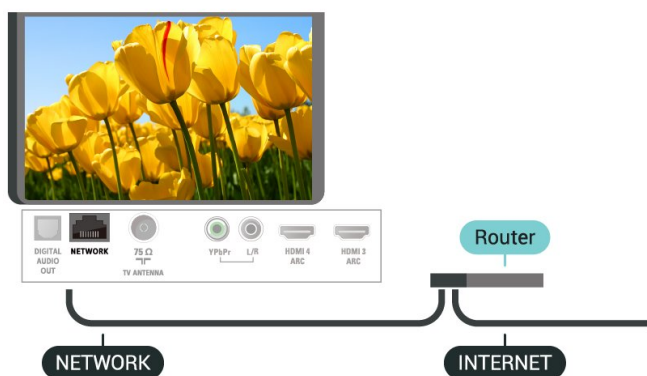 DIGITAL
AUDIO
OUT
NETWORK
75 Ω
TV ANTENNA
YPbPr
L/R
HDMI 4
ARC
HDMI 2
ARC
Router
NETWORK
INTERNET